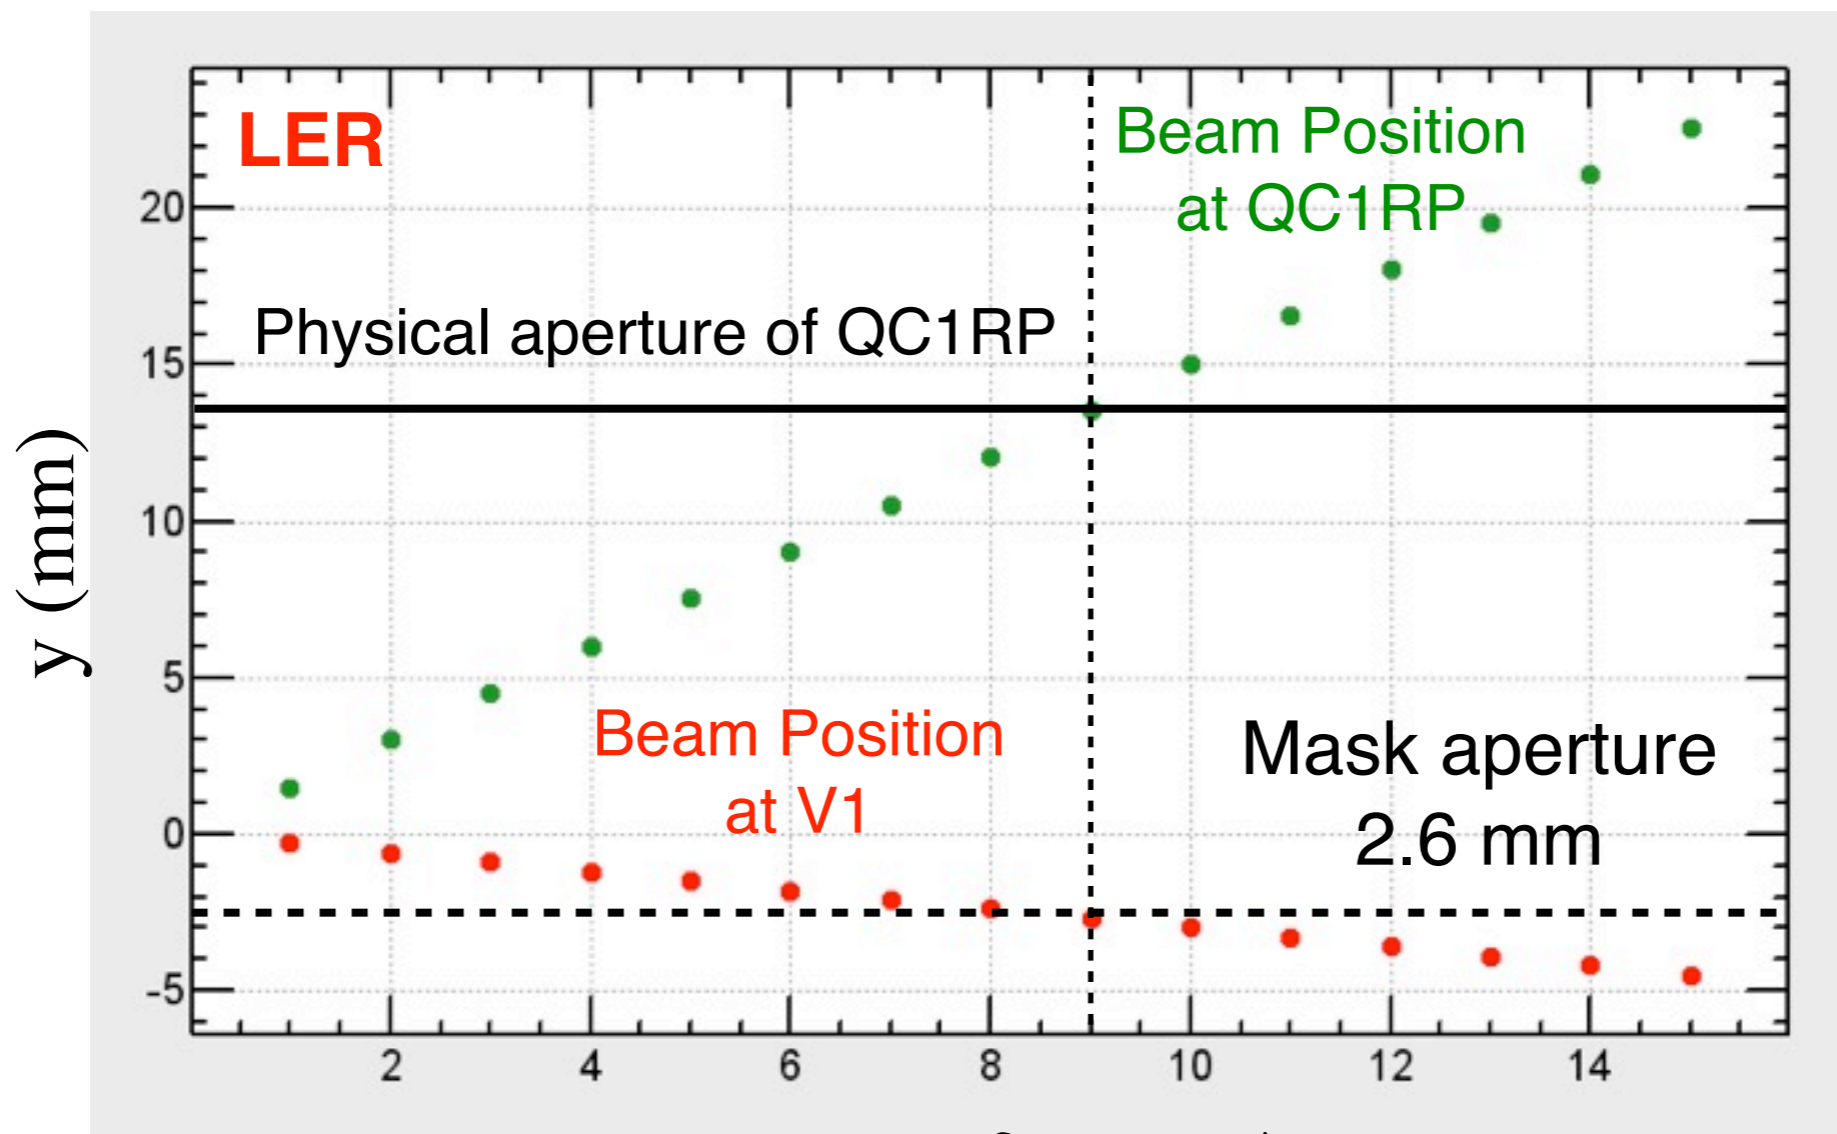 LER
Beam Position
at QC1RP
Physical aperture of QC1RP
Beam Position
at V1
Mask aperture
2.6 mm
y (mm)
20
15
10
5
0
-5
2 4 6 8 10 12 14